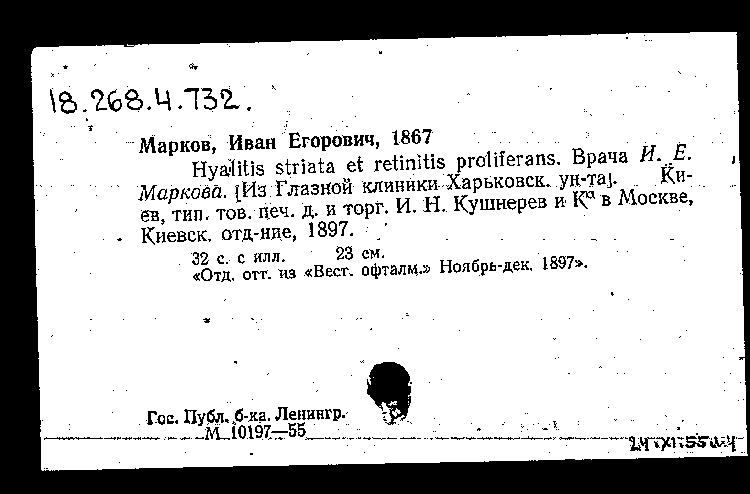 18.268.4.732.
Марков, Иван Егорович, 1867
Hyalitis striata et retinitis proliferans. Врача И. Е.
Маркова. [Из Глазной клиники Харьковск. ун-та]. Ки-
ев, тип. тов. печ. д. и торг. И. Н. Кушнерев и Ко в Москве,
Киевск. отд-ние, 1897.
32 с. с илл. 23 см.
«Отд. отт. из «Вест. офталм.» Ноябрь-дек. 1897».
Гос. Публ. б-ка. Ленингр.
М 10197—55